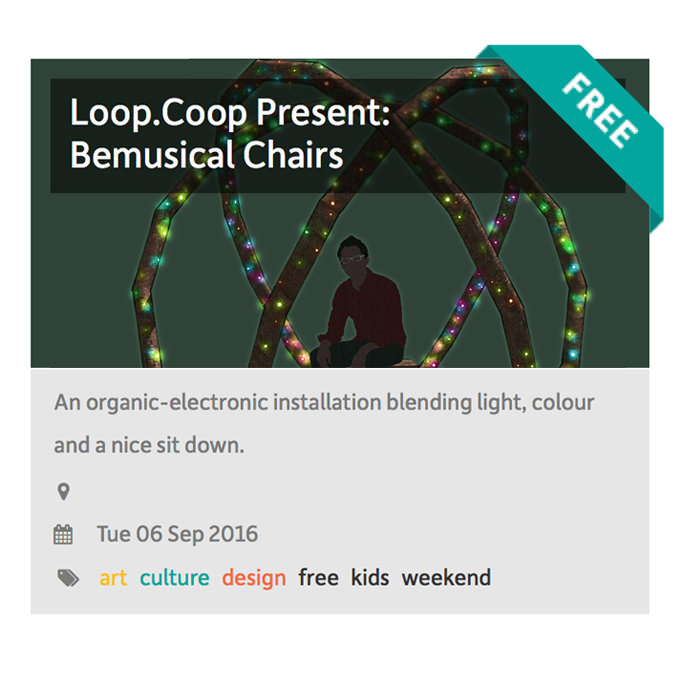 FREE
Loop.Coop Present:
Bemusical Chairs
An organic-electronic installation blending light, colour
and a nice sit down.
Tue 06 Sep 2016
art culture design free kids weekend